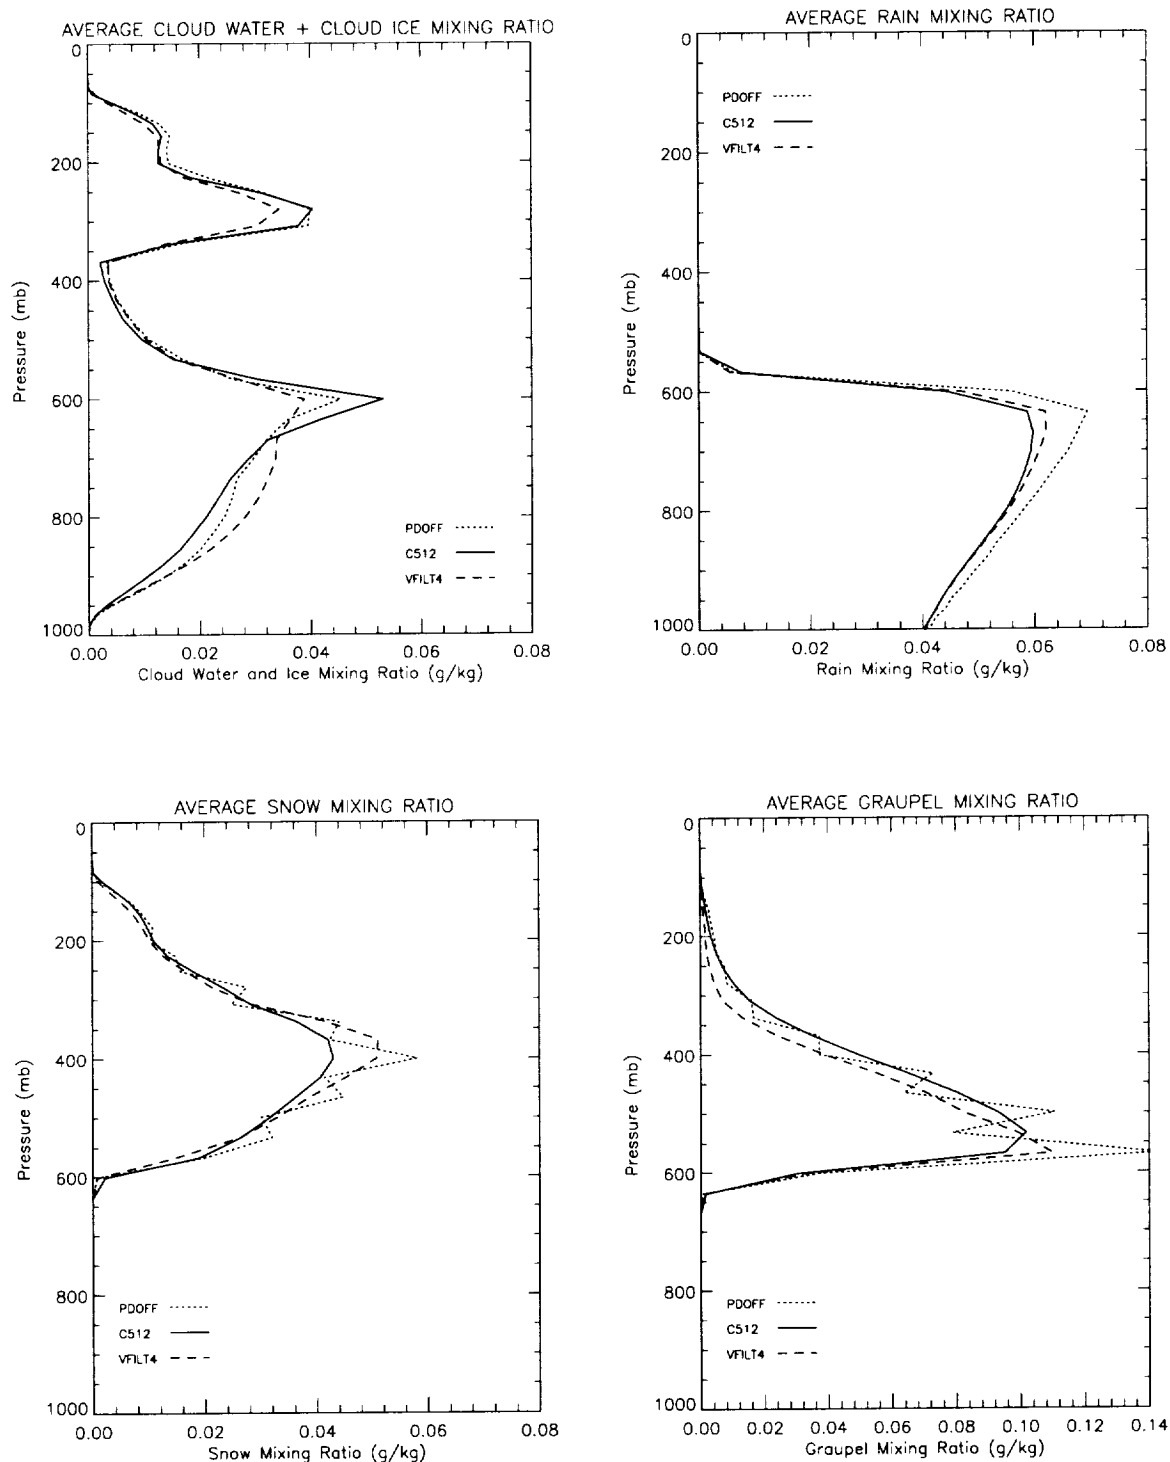 AVERAGE CLOUD WATER + CLOUD ICE MIXING RATIO
0
200
400
600
800
1000
Pressure (mb)
PDOFF
C512
VFILT4
0.00 0.02 0.04 0.06 0.08
Cloud Water and Ice Mixing Ratio (g/kg)
AVERAGE RAIN MIXING RATIO
0
200
400
600
800
1000
Pressure (mb)
PDOFF
C512
VFILT4
0.00 0.02 0.04 0.06 0.08
Rain Mixing Ratio (g/kg)
AVERAGE SNOW MIXING RATIO
0
200
400
600
800
1000
Pressure (mb)
PDOFF
C512
VFILT4
0.00 0.02 0.04 0.06 0.08
Snow Mixing Ratio (g/kg)
AVERAGE GRAUPEL MIXING RATIO
0
200
400
600
800
1000
Pressure (mb)
PDOFF
C512
VFILT4
0.00 0.02 0.04 0.06 0.08 0.10 0.12 0.14
Graupel Mixing Ratio (g/kg)